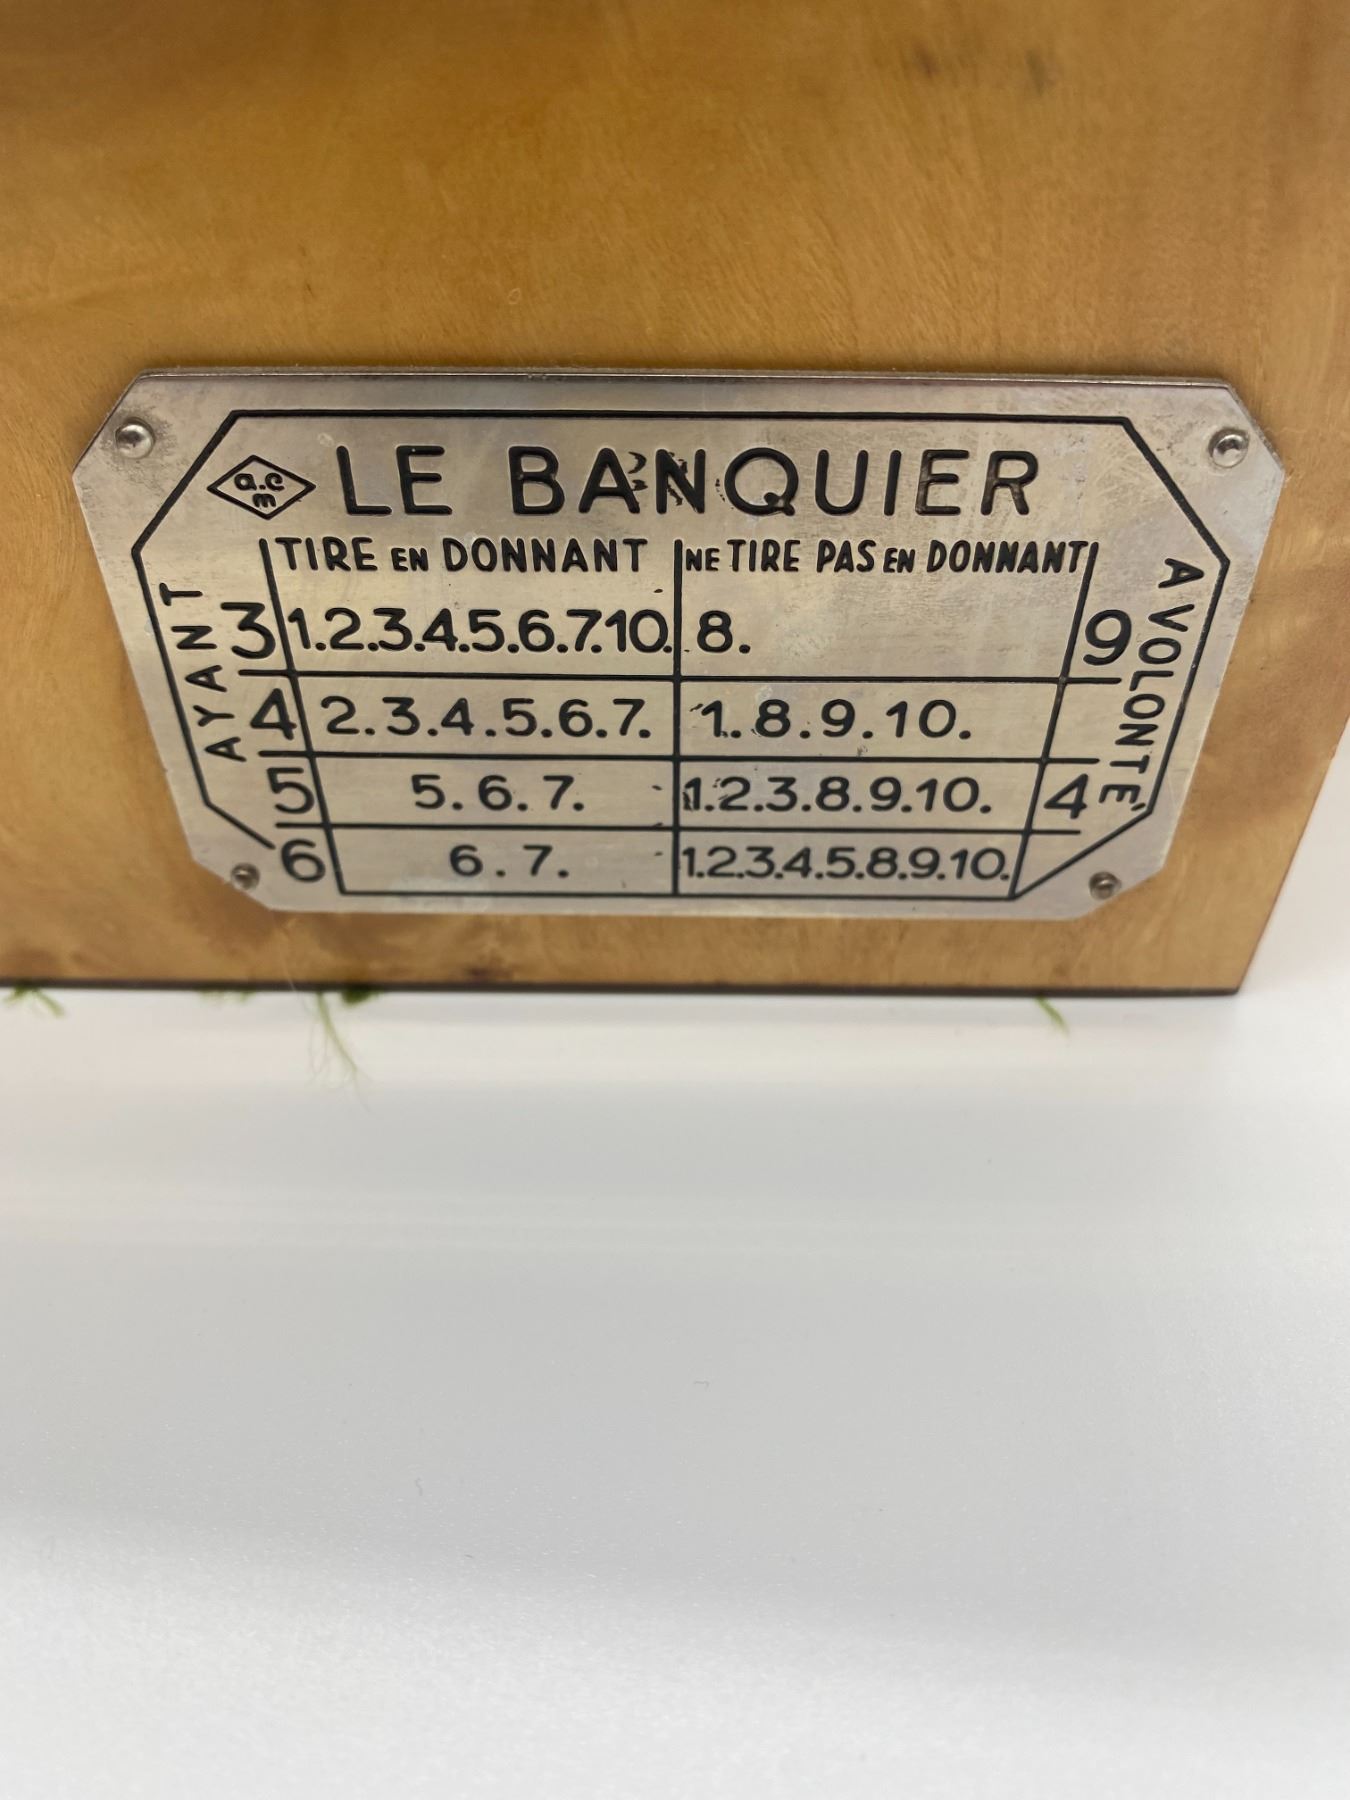 a.c
m
LE BANQUIER
TIRE EN DONNANT NE TIRE PAS EN DONNANT
AYANT
A VOLONTÉ
3 1.2.3.4.5.6.7.10. 8. 9
4 2.3.4.5.6.7. 1.8.9.10.
5 5.6.7. 1.2.3.8.9.10. 4
6 6.7. 1.2.3.4.5.8.9.10.